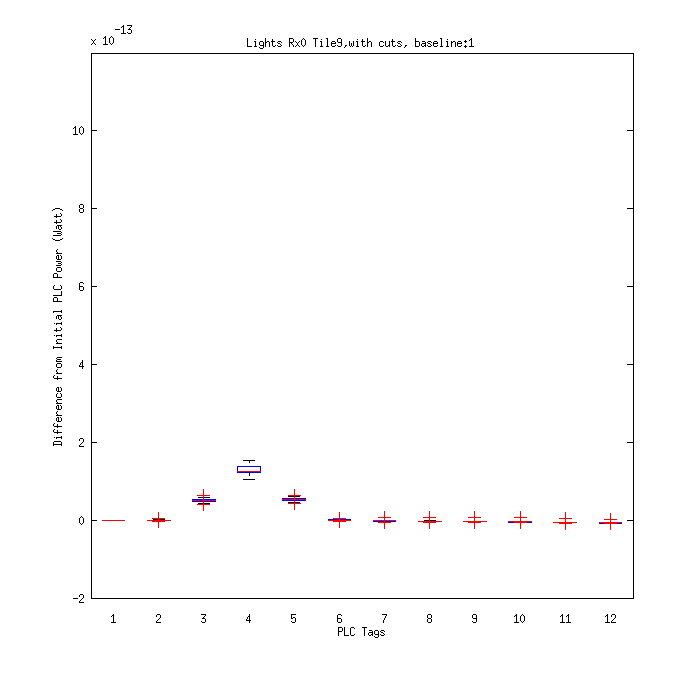 -13
x 10
Lights Rx0 Tile9,with cuts, baseline:1
10
8
6
4
2
0
-2
Difference from Initial PLC Power (Watt)
1 2 3 4 5 6 7 8 9 10 11 12
PLC Tags